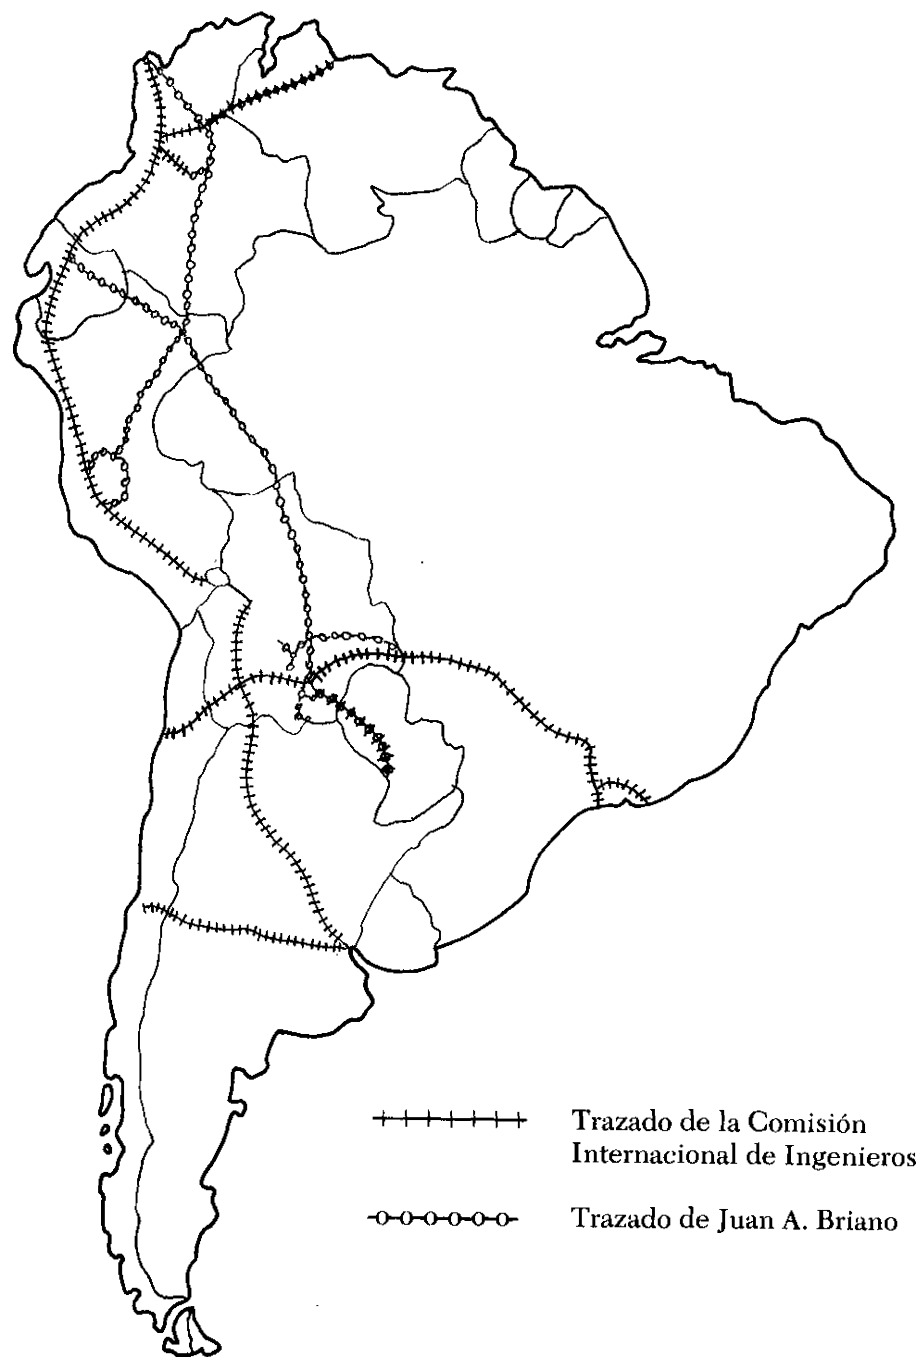 Trazado de la Comisión
Internacional de Ingenieros
Trazado de Juan A. Briano